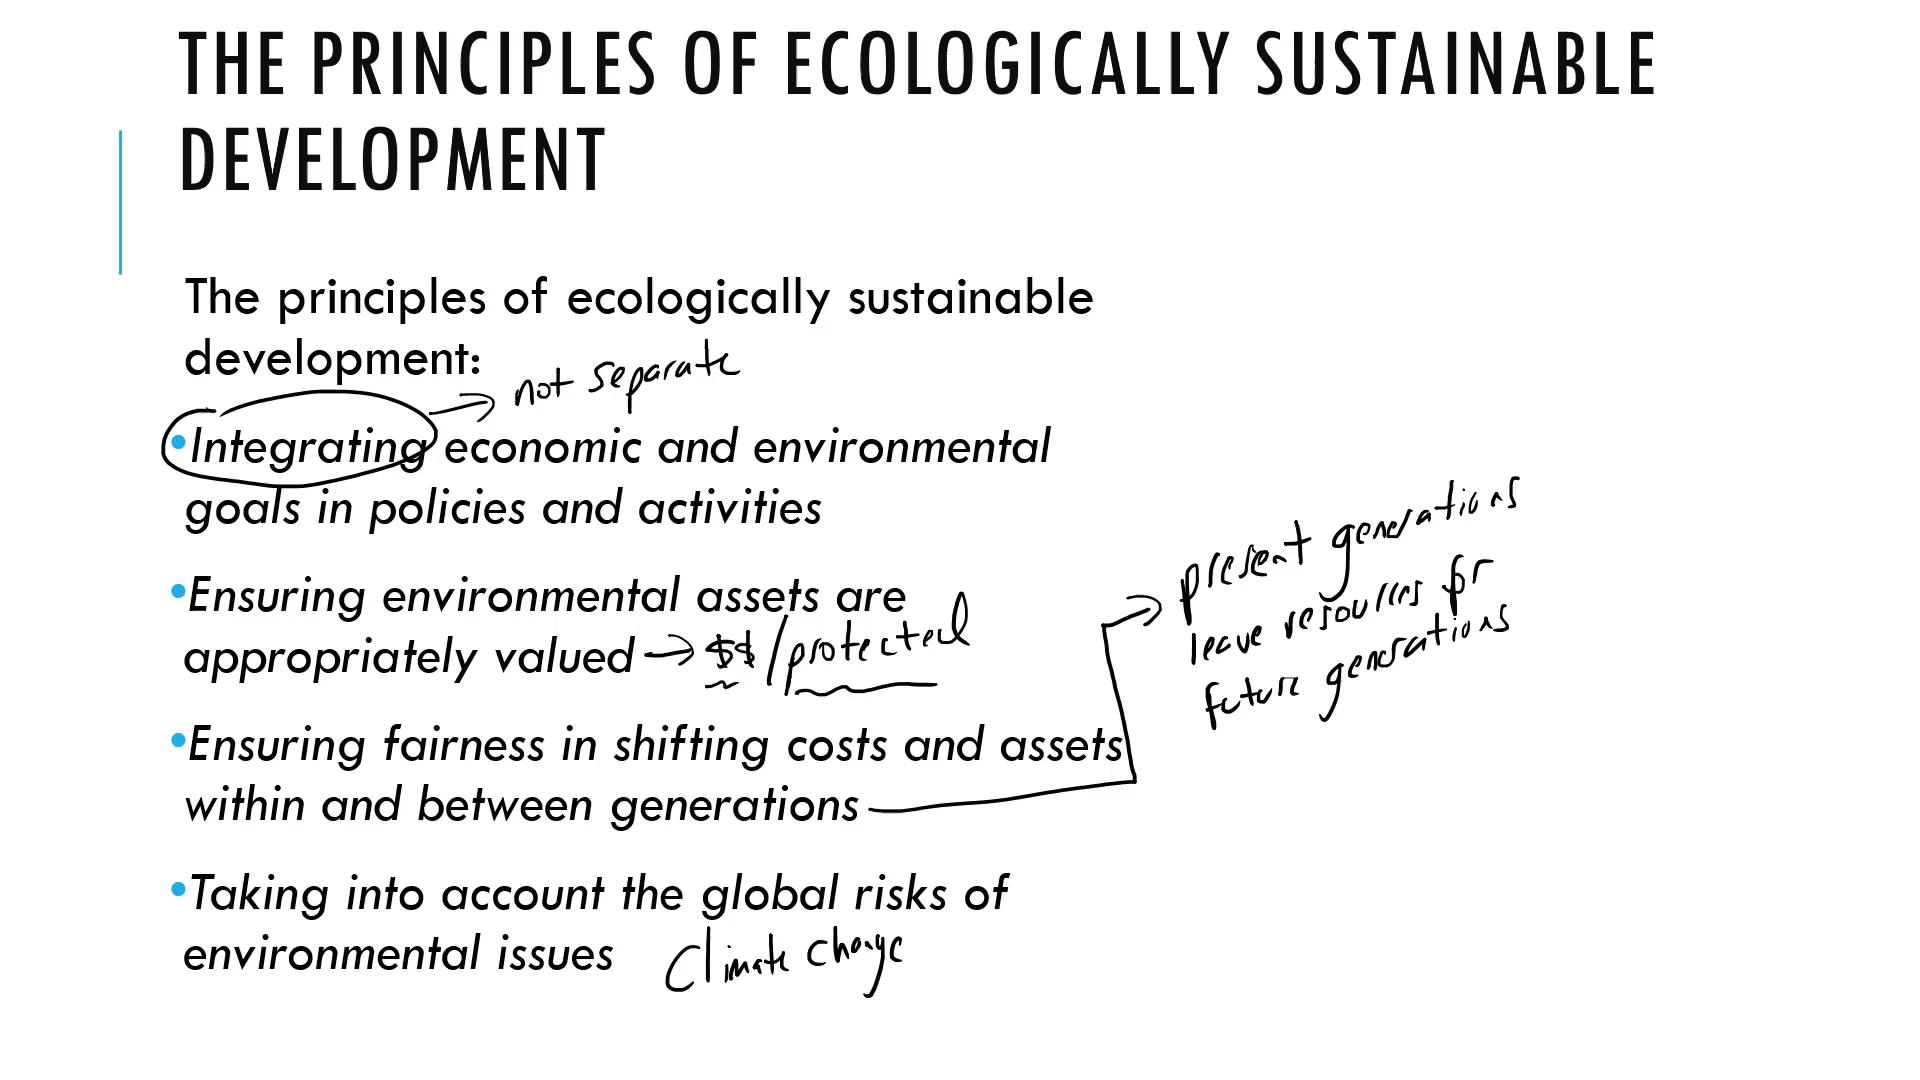 THE PRINCIPLES OF ECOLOGICALLY SUSTAINABLE
DEVELOPMENT
The principles of ecologically sustainable
development:
not separate
•Integrating economic and environmental
goals in policies and activities
•Ensuring environmental assets are
appropriately valued → $$/protected
•Ensuring fairness in shifting costs and assets
within and between generations
present generations
leave resources for
future generations
•Taking into account the global risks of
environmental issues
Climate change